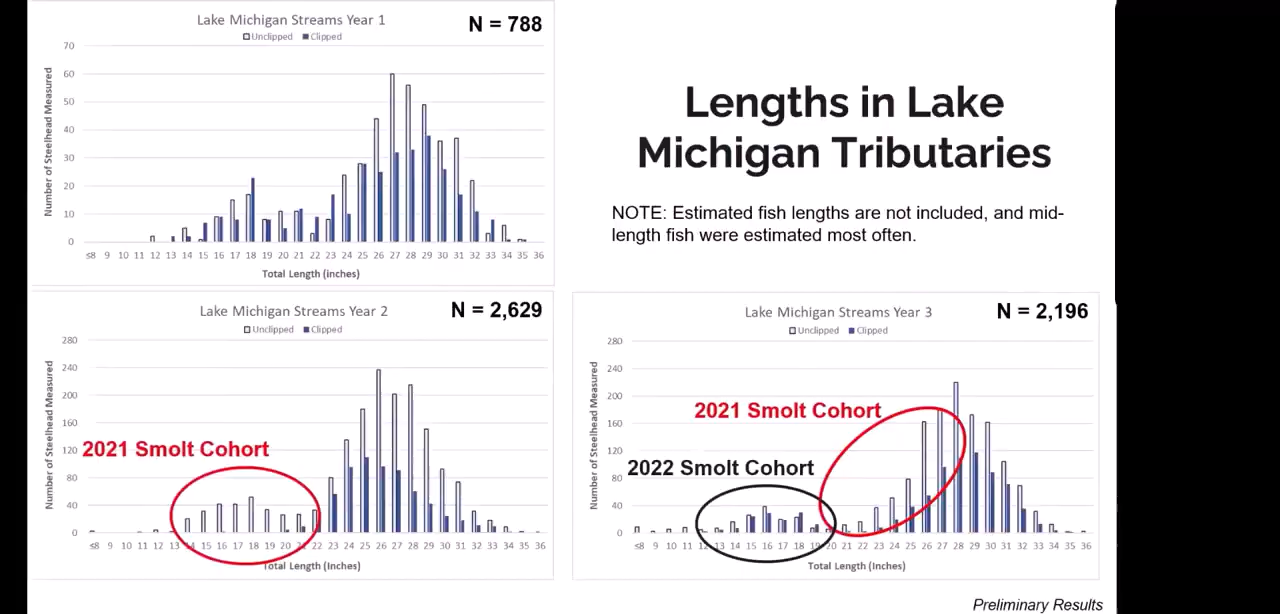 Lake Michigan Streams Year 1
N = 788
Unclipped Clipped
Number of Steelhead Measured
70
60
50
40
30
20
10
0
≤8 9 10 11 12 13 14 15 16 17 18 19 20 21 22 23 24 25 26 27 28 29 30 31 32 33 34 35 36
Total Length (inches)
Lengths in Lake
Michigan Tributaries
NOTE: Estimated fish lengths are not included, and mid-
length fish were estimated most often.
Lake Michigan Streams Year 2
N = 2,629
Unclipped Clipped
Number of Steelhead Measured
280
240
200
160
120
80
40
0
2021 Smolt Cohort
≤8 9 10 11 12 13 14 15 16 17 18 19 20 21 22 23 24 25 26 27 28 29 30 31 32 33 34 35 36
Total Length (Inches)
Lake Michigan Streams Year 3
N = 2,196
Unclipped Clipped
Number of Steelhead Measured
280
240
200
160
120
80
40
0
2021 Smolt Cohort
2022 Smolt Cohort
≤8 9 10 11 12 13 14 15 16 17 18 19 20 21 22 23 24 25 26 27 28 29 30 31 32 33 34 35 36
Total Length (Inches)
Preliminary Results